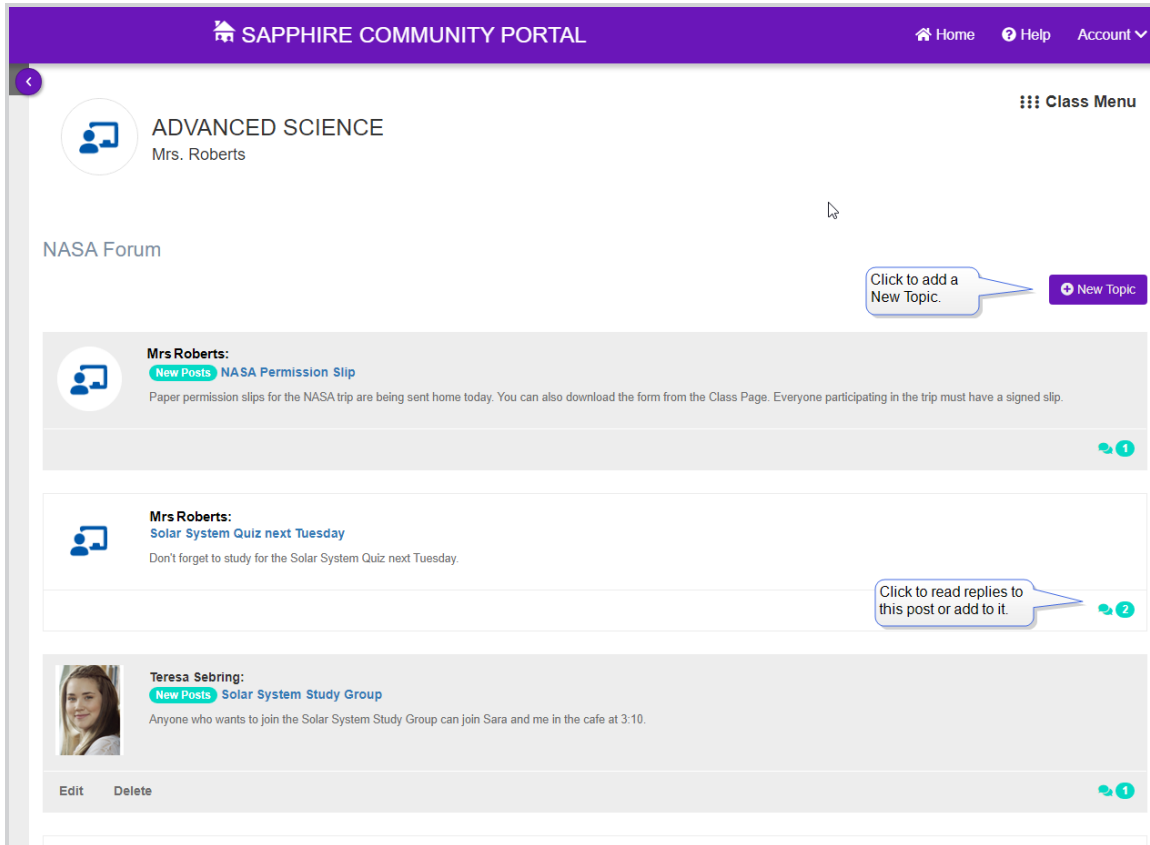 SAPPHIRE COMMUNITY PORTAL
Home
Help
Account
Class Menu
ADVANCED SCIENCE
Mrs. Roberts
NASA Forum
Click to add a
New Topic.
New Topic
Mrs Roberts:
New Posts NASA Permission Slip
Paper permission slips for the NASA trip are being sent home today. You can also download the form from the Class Page. Everyone participating in the trip must have a signed slip.
1
Mrs Roberts:
Solar System Quiz next Tuesday
Don't forget to study for the Solar System Quiz next Tuesday.
Click to read replies to
this post or add to it.
2
Teresa Sebring:
New Posts Solar System Study Group
Anyone who wants to join the Solar System Study Group can join Sara and me in the cafe at 3:10.
Edit
Delete
1